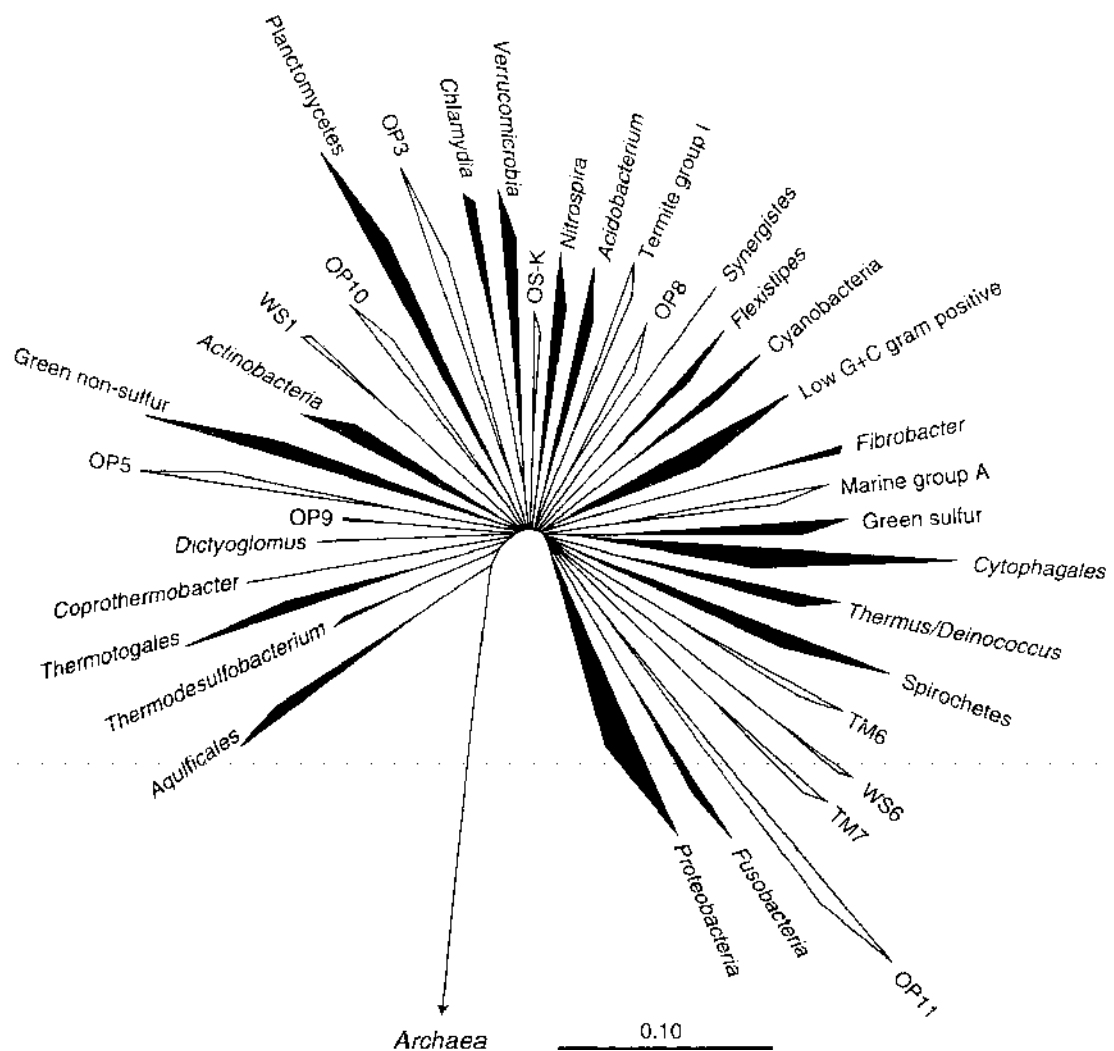 Planctomycetes
OP3
Chlamydia
Verrucomicrobia
OS-K
Nitrospira
Acidobacterium
Termite group I
OP8
Synergistes
Flexistipes
Cyanobacteria
Low G+C gram positive
Fibrobacter
Marine group A
Green sulfur
Cytophagales
Thermus/Deinococcus
Spirochetes
TM6
WS6
TM7
OP11
Fusobacteria
Proteobacteria
Archaea
0.10
Aquificales
Thermodesulfobacterium
Thermotogales
Coprothermobacter
Dictyoglomus
OP9
OP5
Green non-sulfur
Actinobacteria
WS1
OP10